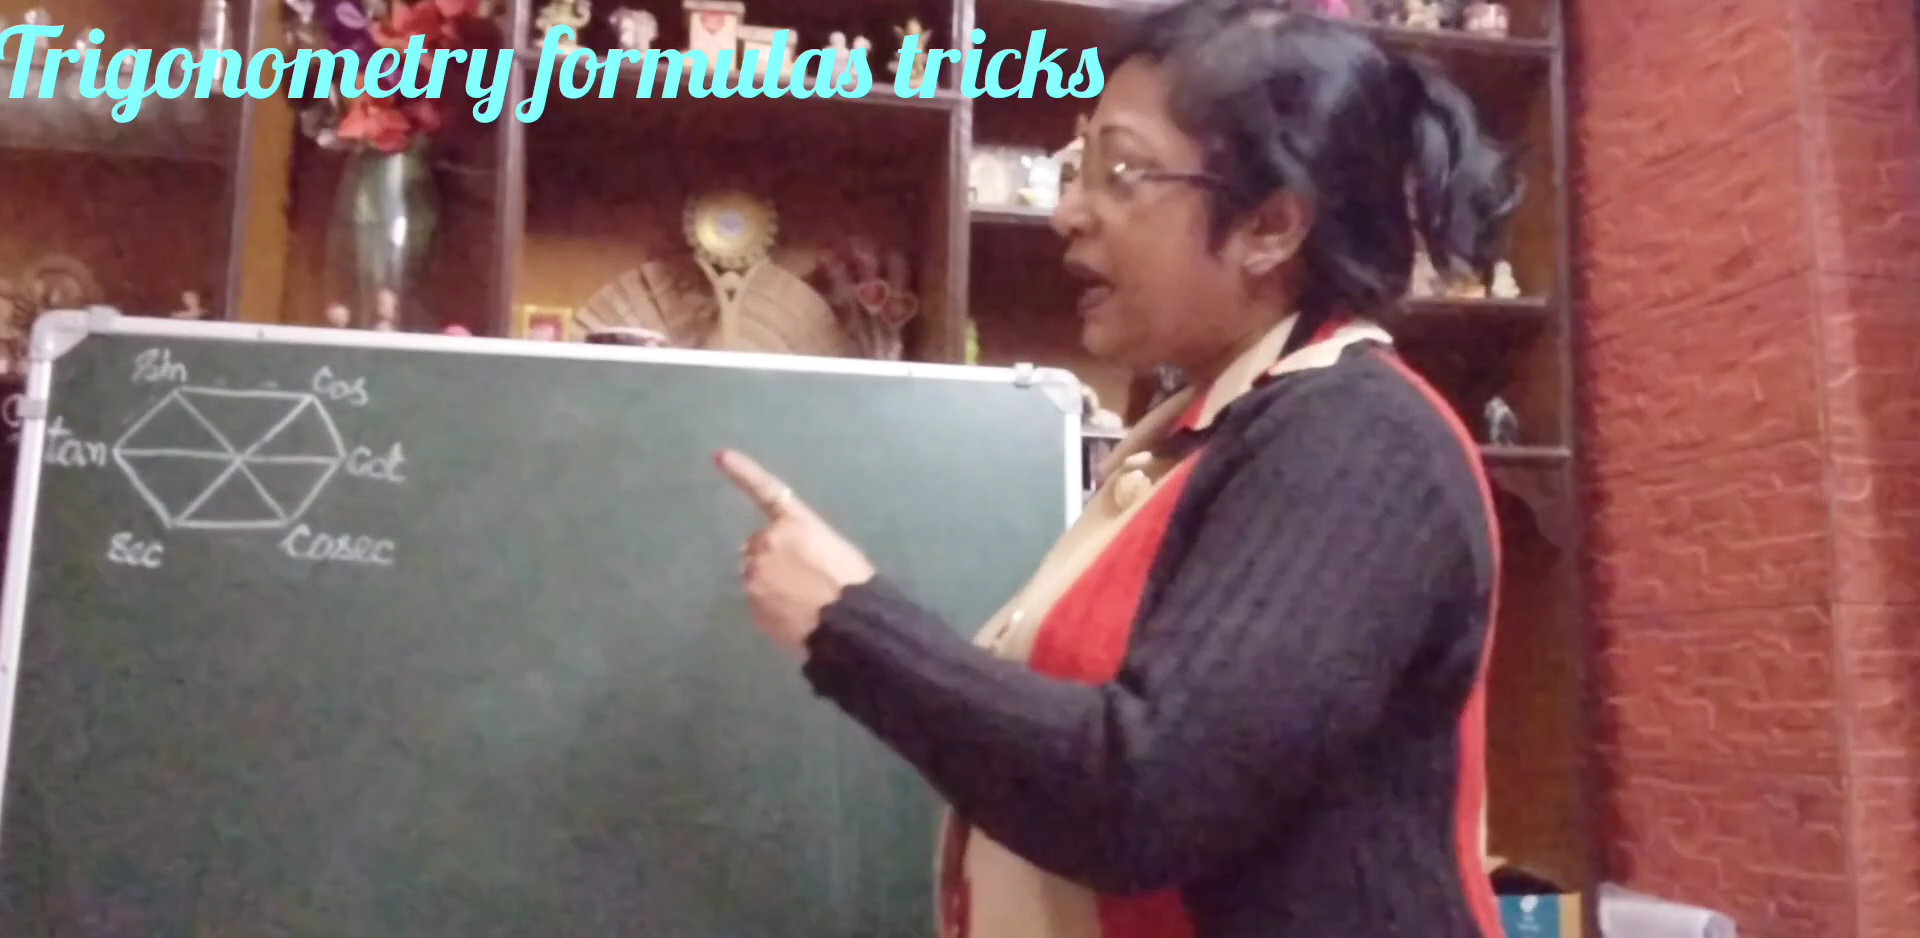 Trigonometry formulas tricks
sin
cos
tan
cot
sec
cosec